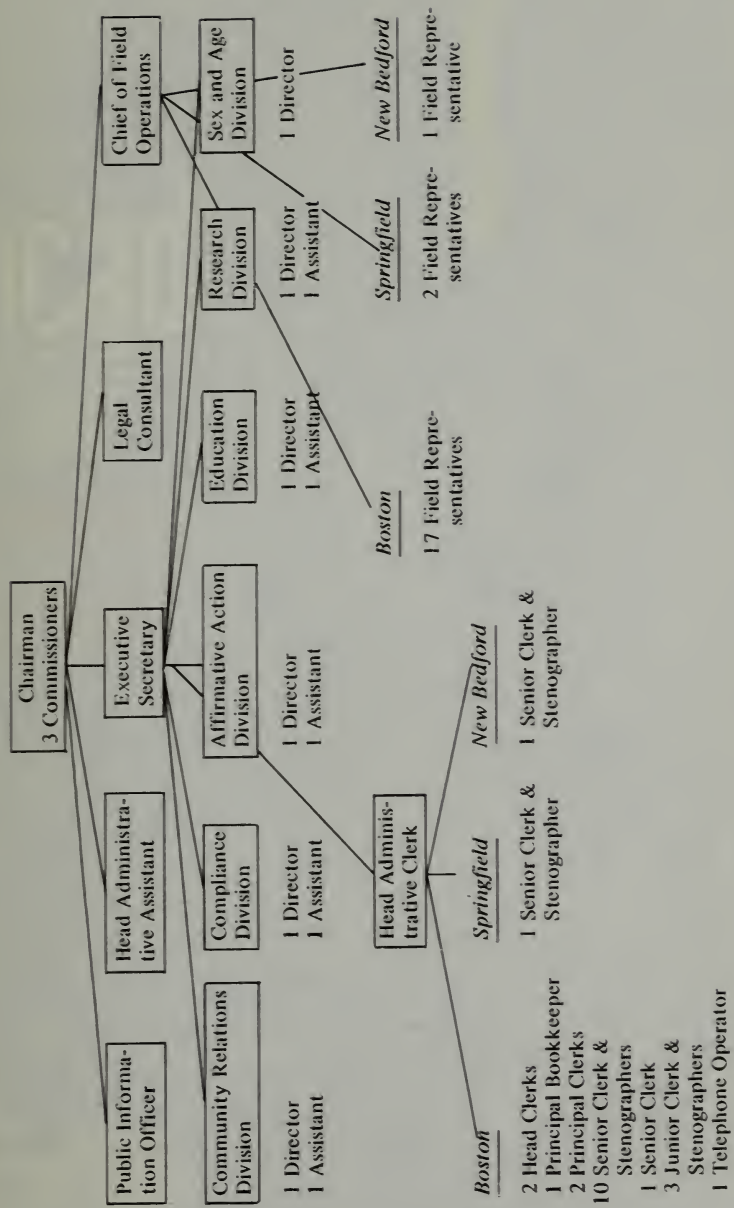 Chairman
3 Commissioners
Public Informa-
tion Officer
Head Administra-
tive Assistant
Executive
Secretary
Legal
Consultant
Chief of Field
Operations
Community Relations
Division
1 Director
1 Assistant
Compliance
Division
1 Director
1 Assistant
Affirmative Action
Division
1 Director
1 Assistant
Education
Division
1 Director
1 Assistant
Research
Division
1 Director
1 Assistant
Sex and Age
Division
1 Director
Head Adminis-
trative Clerk
Boston
17 Field Repre-
sentatives
Springfield
2 Field Repre-
sentatives
New Bedford
1 Field Repre-
sentative
Boston
2 Head Clerks
1 Principal Bookkeeper
2 Principal Clerks
10 Senior Clerk &
Stenographers
1 Senior Clerk
3 Junior Clerk &
Stenographers
1 Telephone Operator
Springfield
1 Senior Clerk &
Stenographer
New Bedford
1 Senior Clerk &
Stenographer